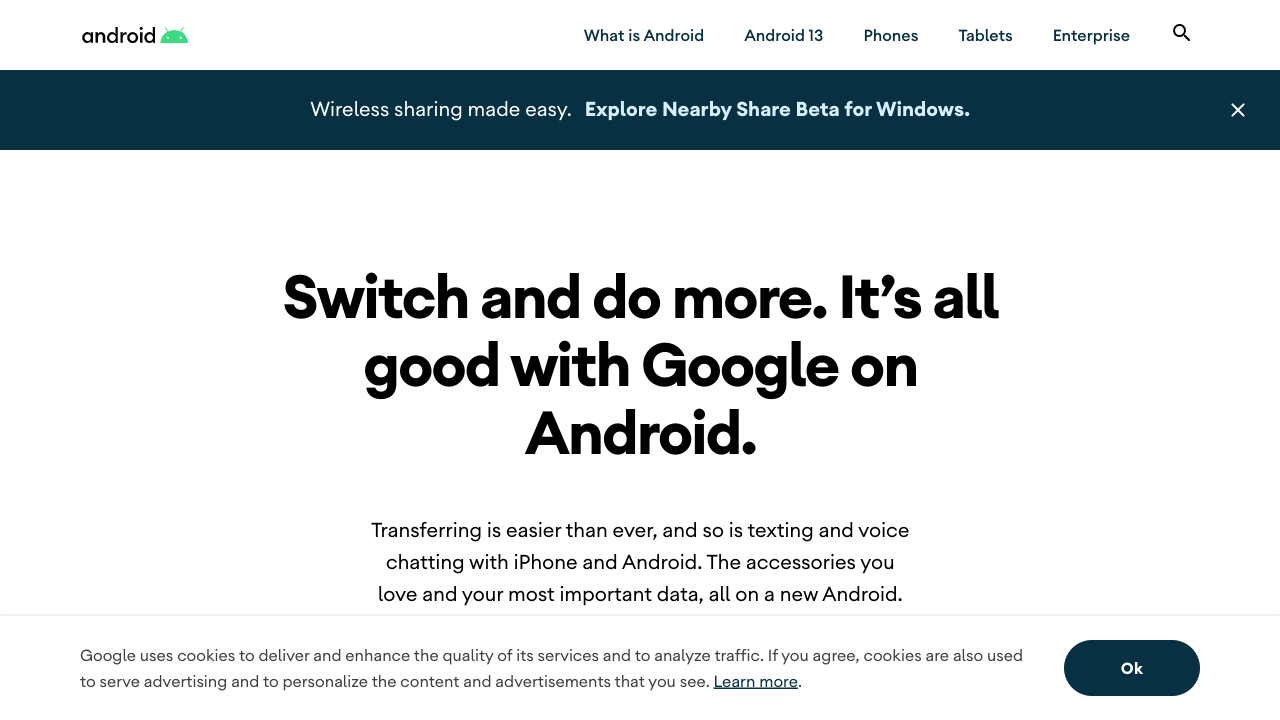 android
What is Android
Android 13
Phones
Tablets
Enterprise
Wireless sharing made easy. Explore Nearby Share Beta for Windows.
Switch and do more. It’s all
good with Google on
Android.
Transferring is easier than ever, and so is texting and voice
chatting with iPhone and Android. The accessories you
love and your most important data, all on a new Android.
Google uses cookies to deliver and enhance the quality of its services and to analyze traffic. If you agree, cookies are also used
to serve advertising and to personalize the content and advertisements that you see. Learn more.
Ok